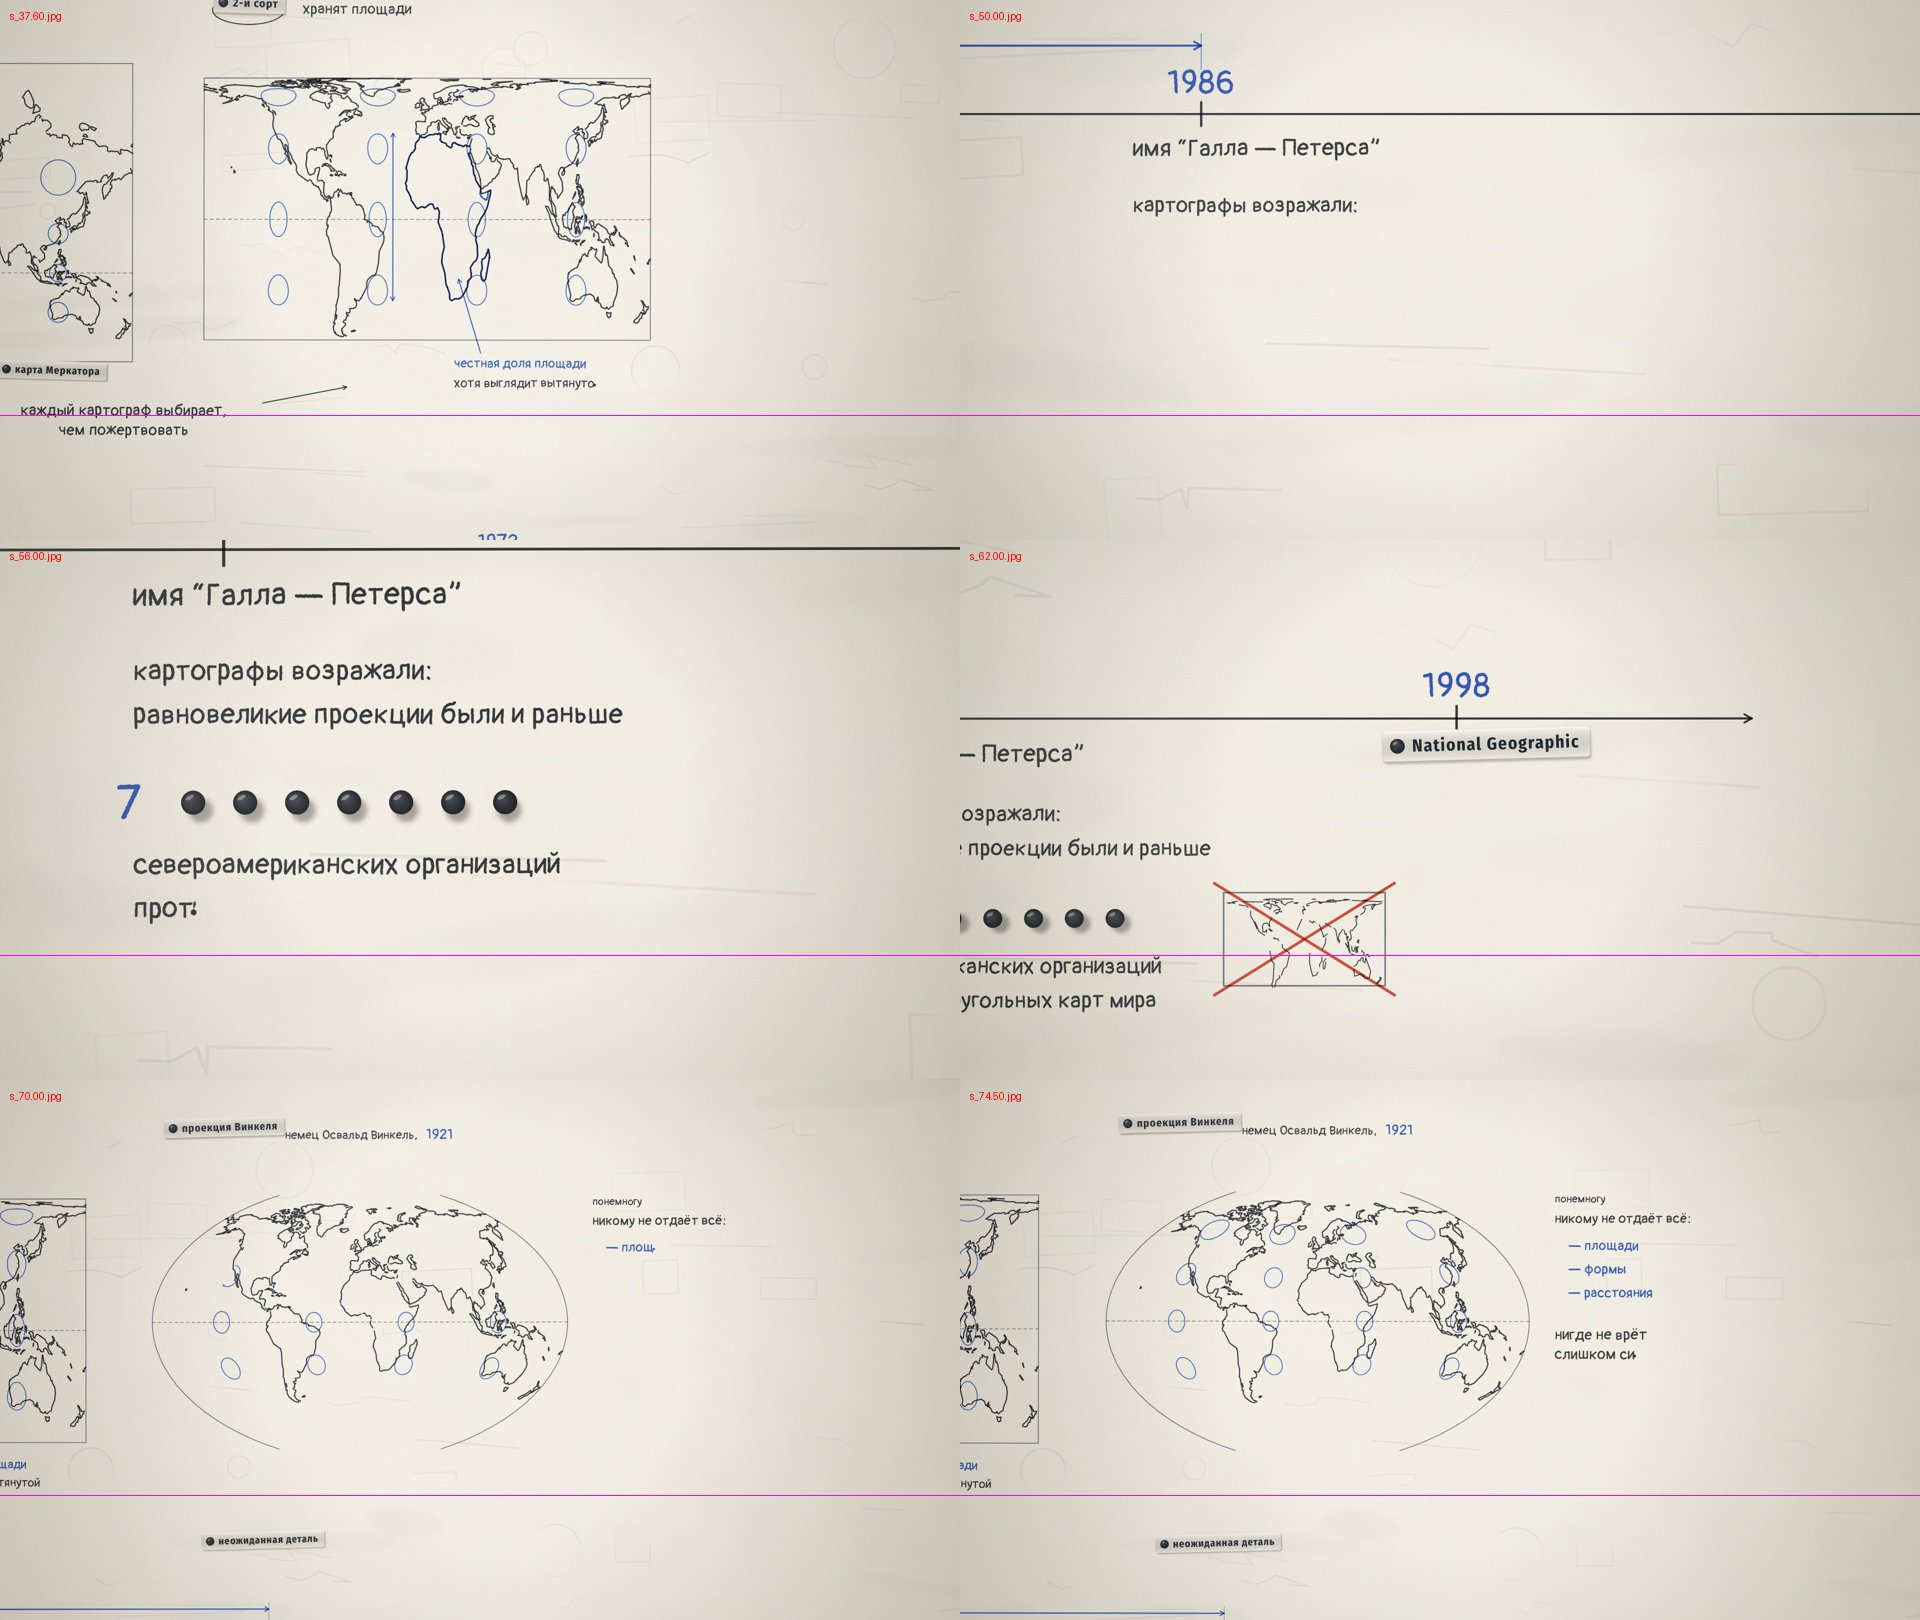 s_37.60.jpg
2-й сорт
хранят площади
карта Меркатора
честная доля площади
хотя выглядит вытянуто
каждый картограф выбирает,
чем пожертвовать
s_50.00.jpg
1986
имя “Галла — Петерса”
картографы возражали:
s_56.00.jpg
имя “Галла — Петерса”
картографы возражали:
равновеликие проекции были и раньше
7
североамериканских организаций
s_62.00.jpg
1998
National Geographic
— Петерса”
озражали:
проекции были и раньше
канских организаций
угольных карт мира
s_70.00.jpg
проекция Винкеля
немец Освальд Винкель, 1921
понемногу
никому не отдаёт всё:
— площ
щади
тянутой
неожиданная деталь
s_74.50.jpg
проекция Винкеля
немец Освальд Винкель, 1921
понемногу
никому не отдаёт всё:
— площади
— формы
— расстояния
нигде не врёт
слишком си
ади
нутой
неожиданная деталь